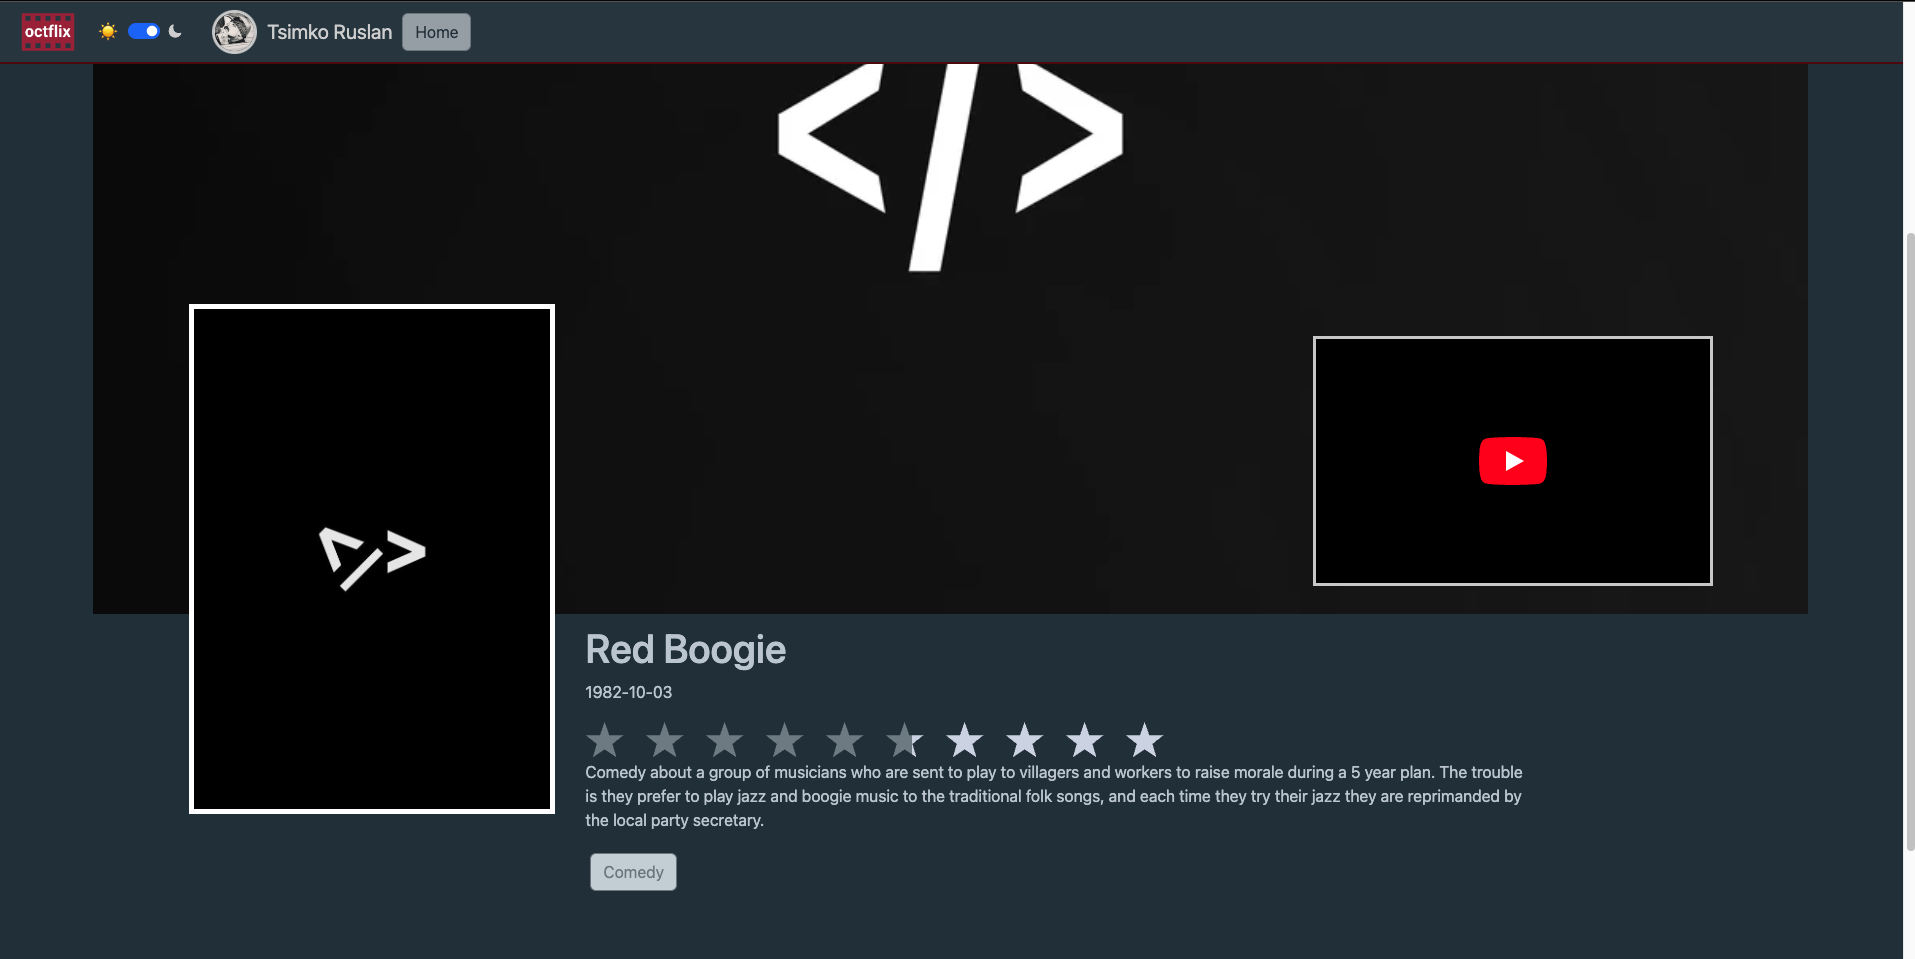 octflix
Tsimko Ruslan
Home
</>
</>
Red Boogie
1982-10-03
Comedy about a group of musicians who are sent to play to villagers and workers to raise morale during a 5 year plan. The trouble
is they prefer to play jazz and boogie music to the traditional folk songs, and each time they try their jazz they are reprimanded by
the local party secretary.
Comedy